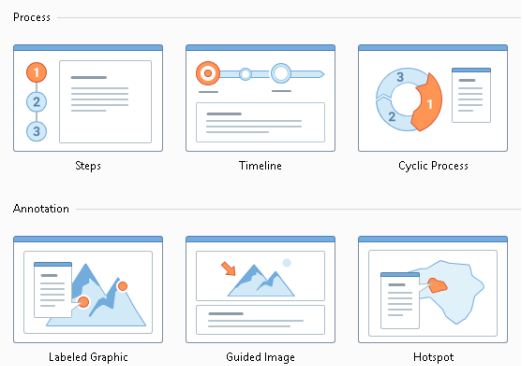 Process
1
2
3
3
1
2
Steps
Timeline
Cyclic Process
Annotation
Labeled Graphic
Guided Image
Hotspot